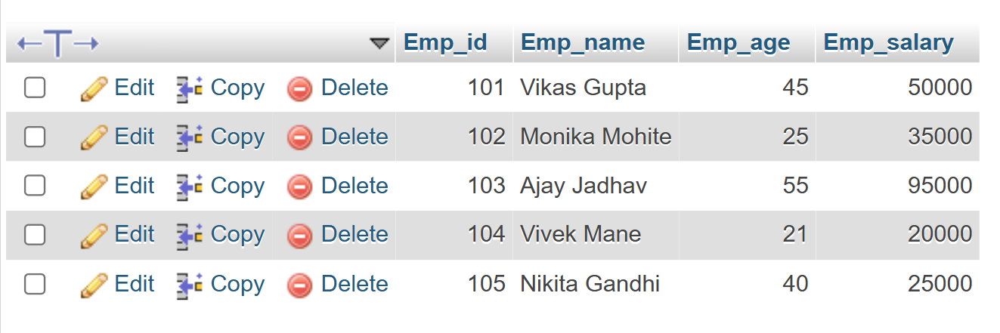 Emp_id Emp_name Emp_age Emp_salary
Edit Copy Delete 101 Vikas Gupta 45 50000
Edit Copy Delete 102 Monika Mohite 25 35000
Edit Copy Delete 103 Ajay Jadhav 55 95000
Edit Copy Delete 104 Vivek Mane 21 20000
Edit Copy Delete 105 Nikita Gandhi 40 25000